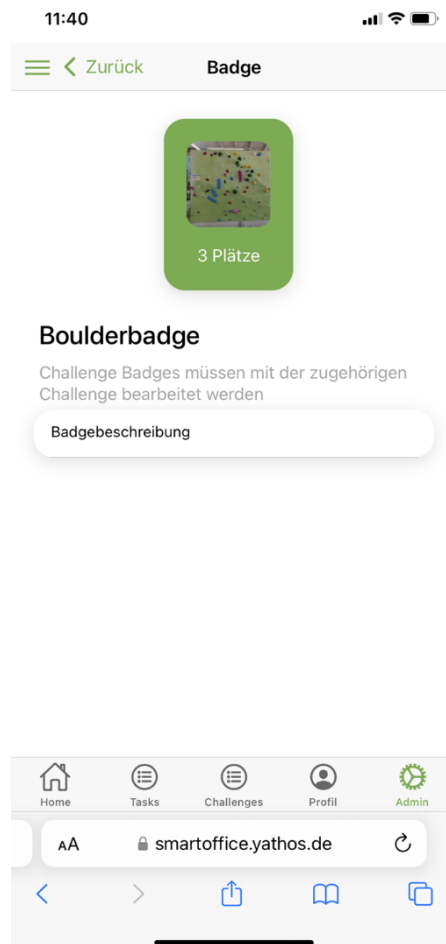 11:40
Zurück
Badge
3 Plätze
Boulderbadge
Challenge Badges müssen mit der zugehörigen
Challenge bearbeitet werden
Badgebeschreibung
Home Tasks Challenges Profil Admin
AA smartoffice.yathos.de